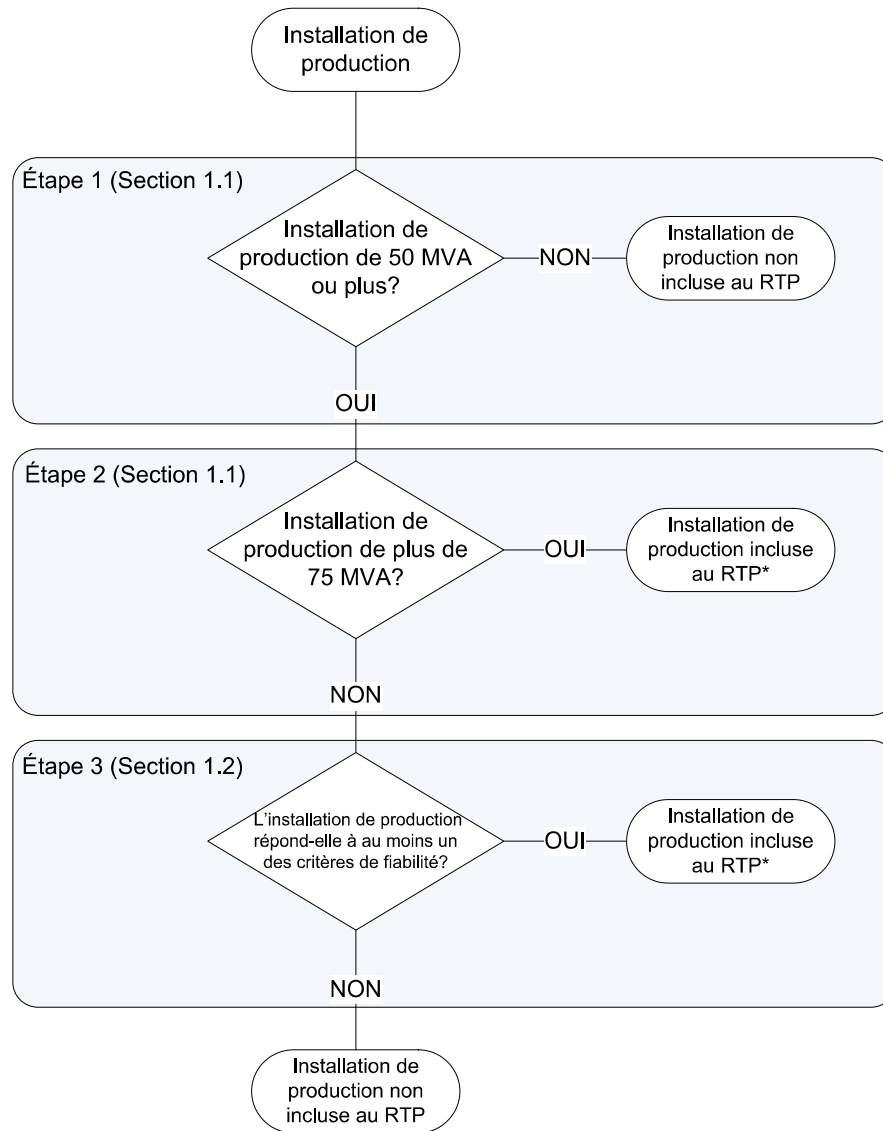 Installation de
production
Étape 1 (Section 1.1)
Installation de
production de 50 MVA
ou plus?
NON
Installation de
production non
incluse au RTP
OUI
Étape 2 (Section 1.1)
Installation de
production de plus de
75 MVA?
OUI
Installation de
production incluse
au RTP*
NON
Étape 3 (Section 1.2)
L'installation de production
répond-elle à au moins un
des critères de fiabilité?
OUI
Installation de
production incluse
au RTP*
NON
Installation de
production non
incluse au RTP